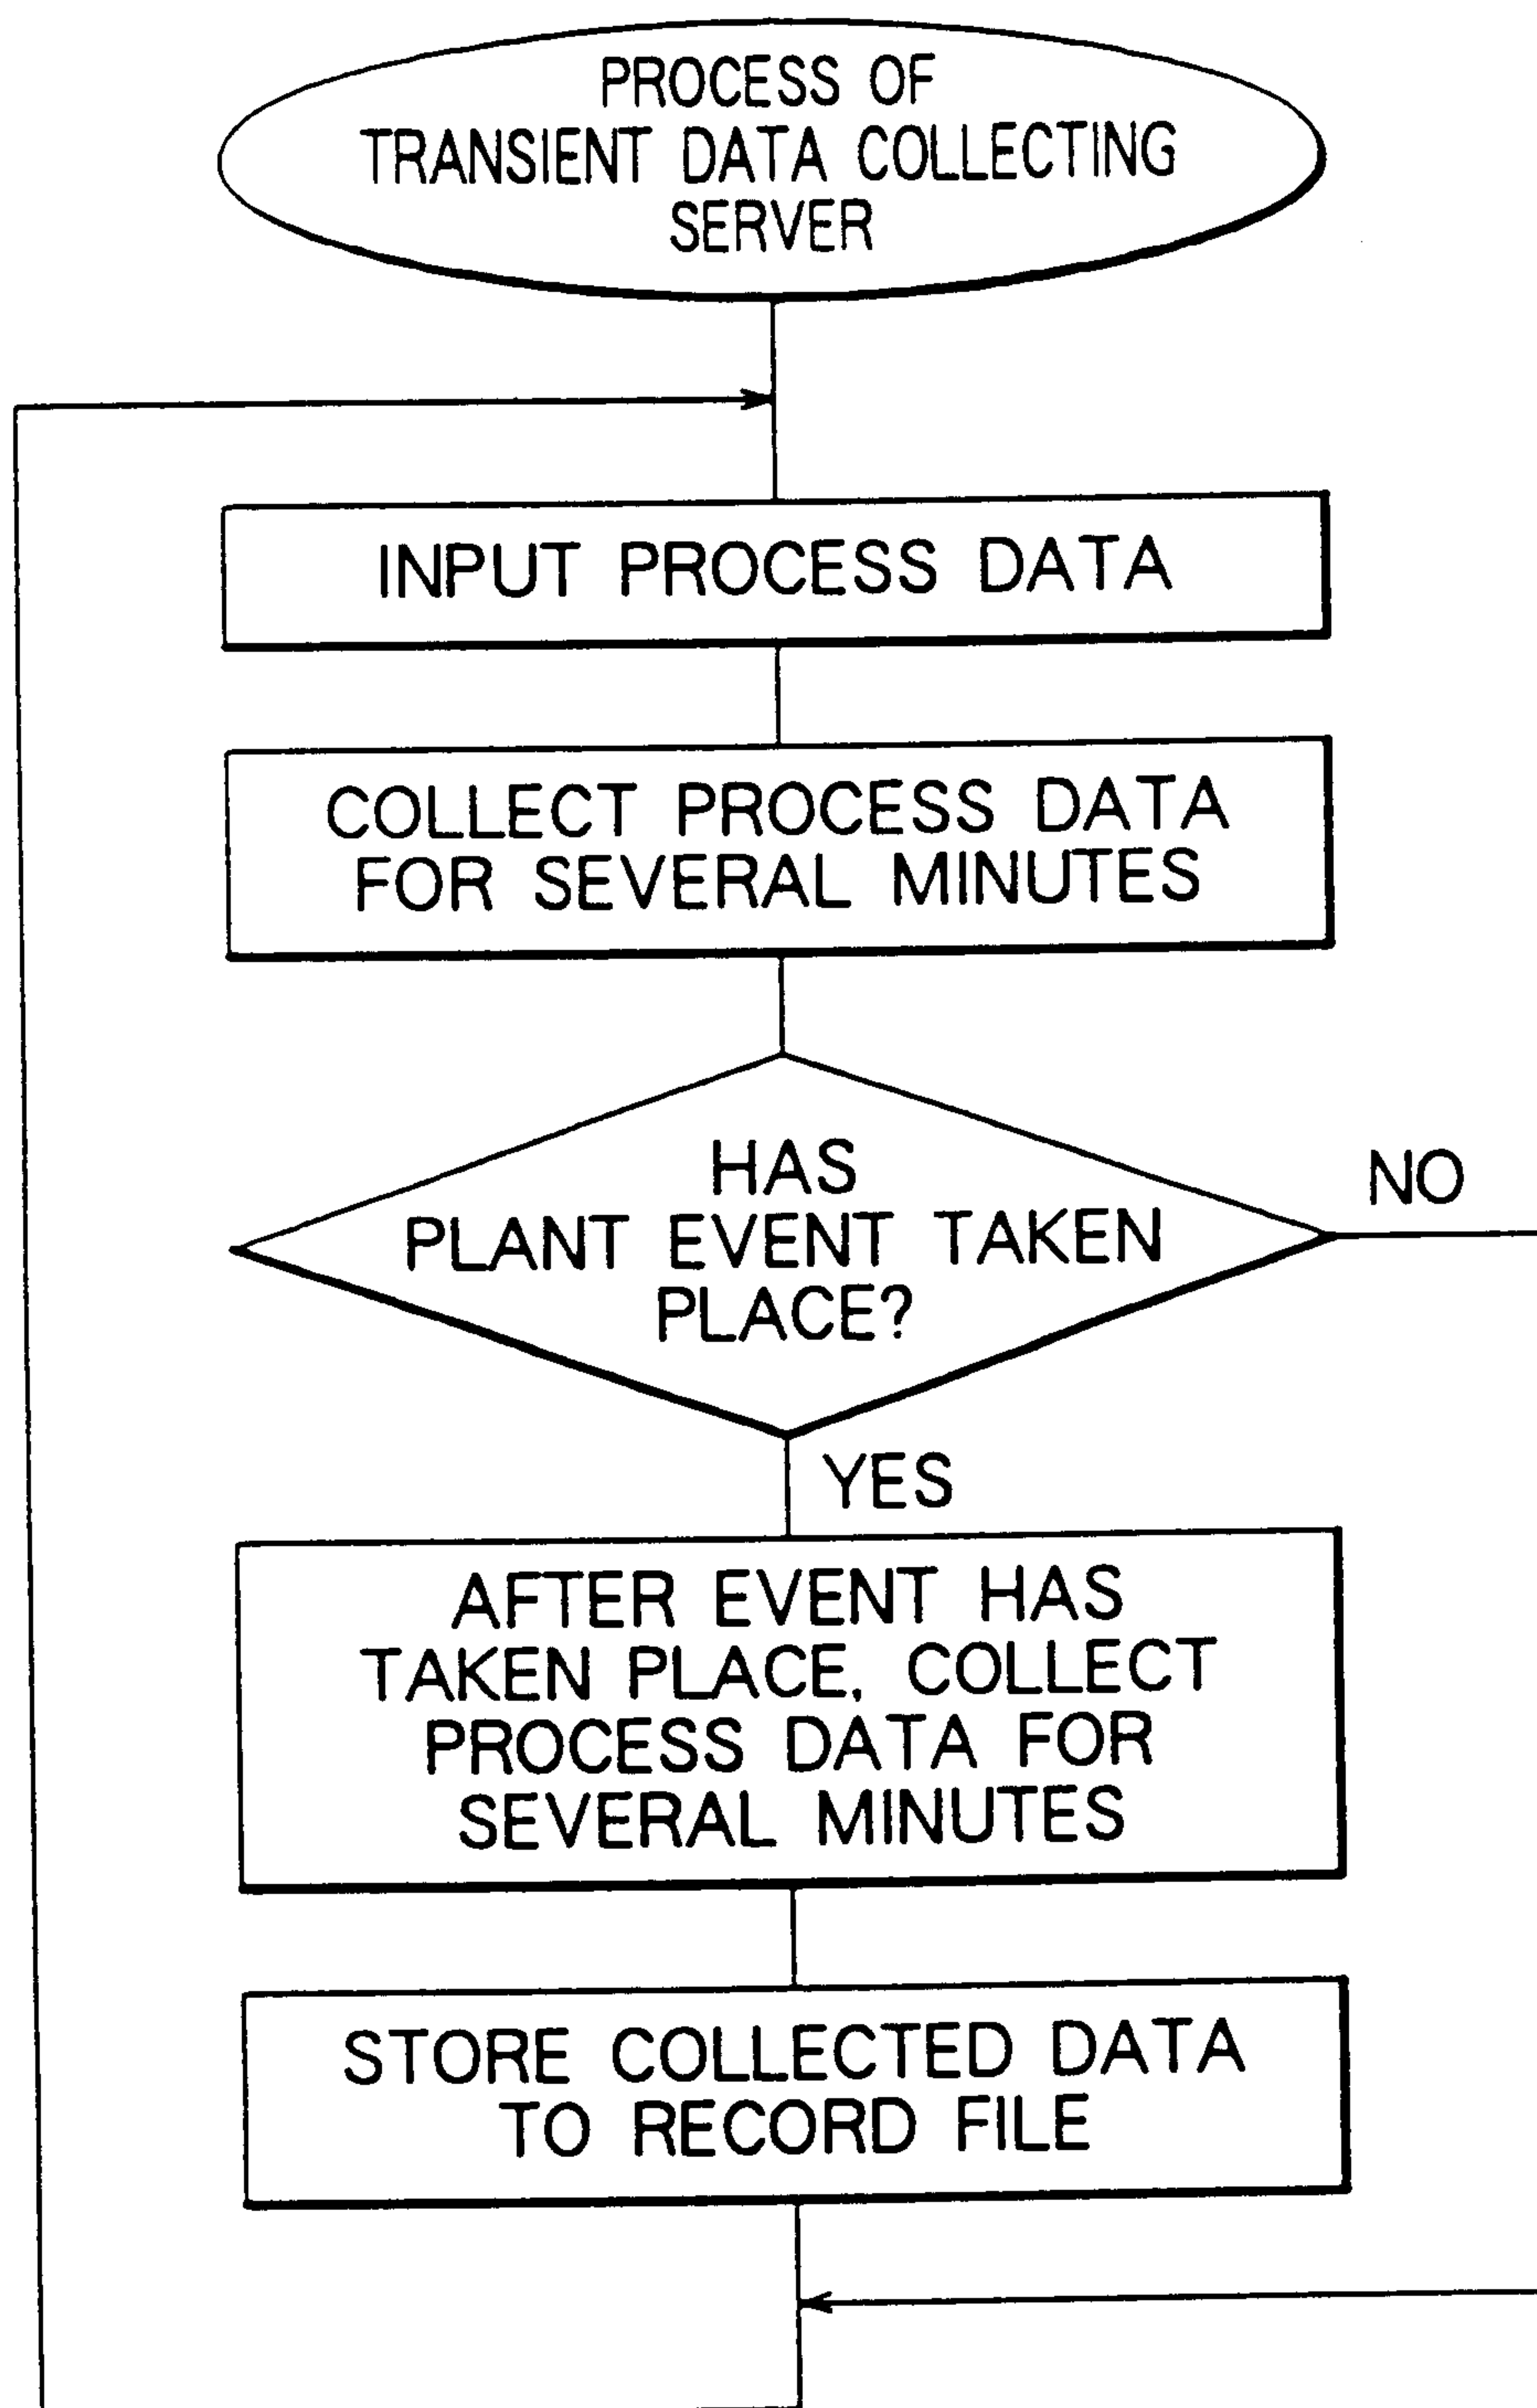 PROCESS OF
TRANSIENT DATA COLLECTING
SERVER
INPUT PROCESS DATA
COLLECT PROCESS DATA
FOR SEVERAL MINUTES
HAS
PLANT EVENT TAKEN
PLACE?
NO
YES
AFTER EVENT HAS
TAKEN PLACE, COLLECT
PROCESS DATA FOR
SEVERAL MINUTES
STORE COLLECTED DATA
TO RECORD FILE